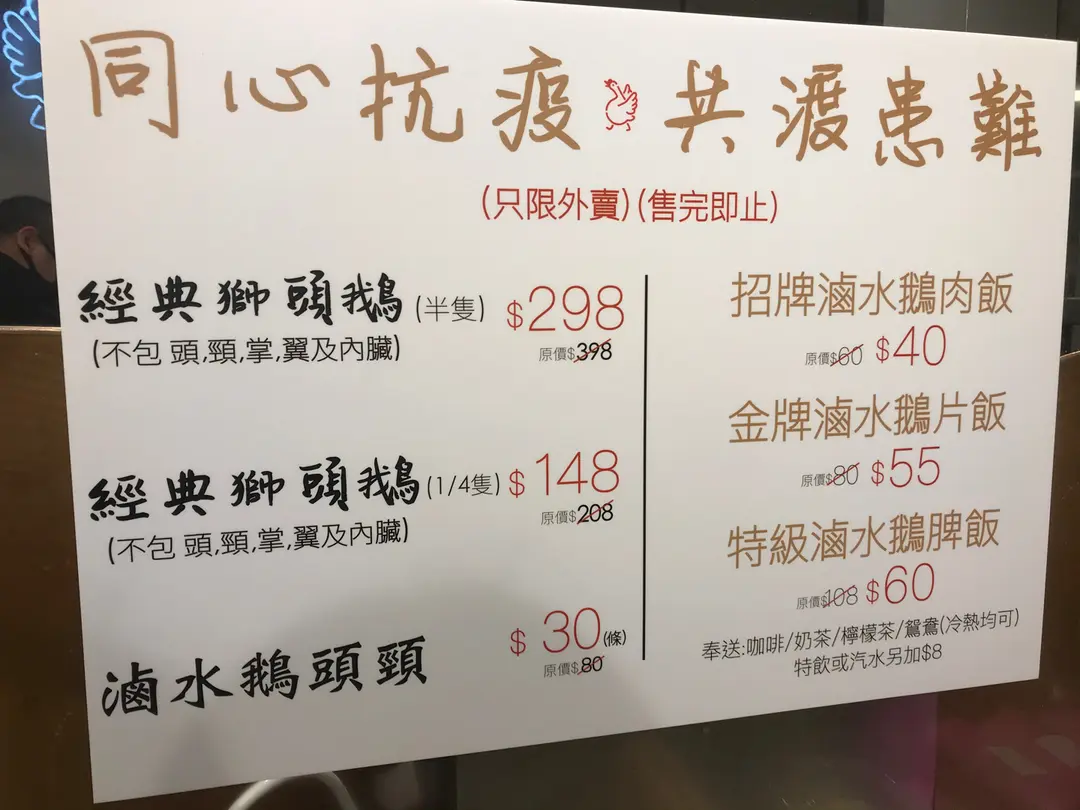 同心抗疫 共渡患難
(只限外賣)(售完即止)
經典獅頭鵝 (半隻) $298
(不包 頭,頸,掌,翼及內臟) 原價$398
經典獅頭鵝 (1/4隻) $148
(不包 頭,頸,掌,翼及內臟) 原價$208
滷水鵝頭頸 $30(條)
原價$80
招牌滷水鵝肉飯
原價$60 $40
金牌滷水鵝片飯
原價$80 $55
特級滷水鵝脾飯
原價$108 $60
奉送:咖啡/奶茶/檸檬茶/鴛鴦(冷熱均可)
特飲或汽水另加$8